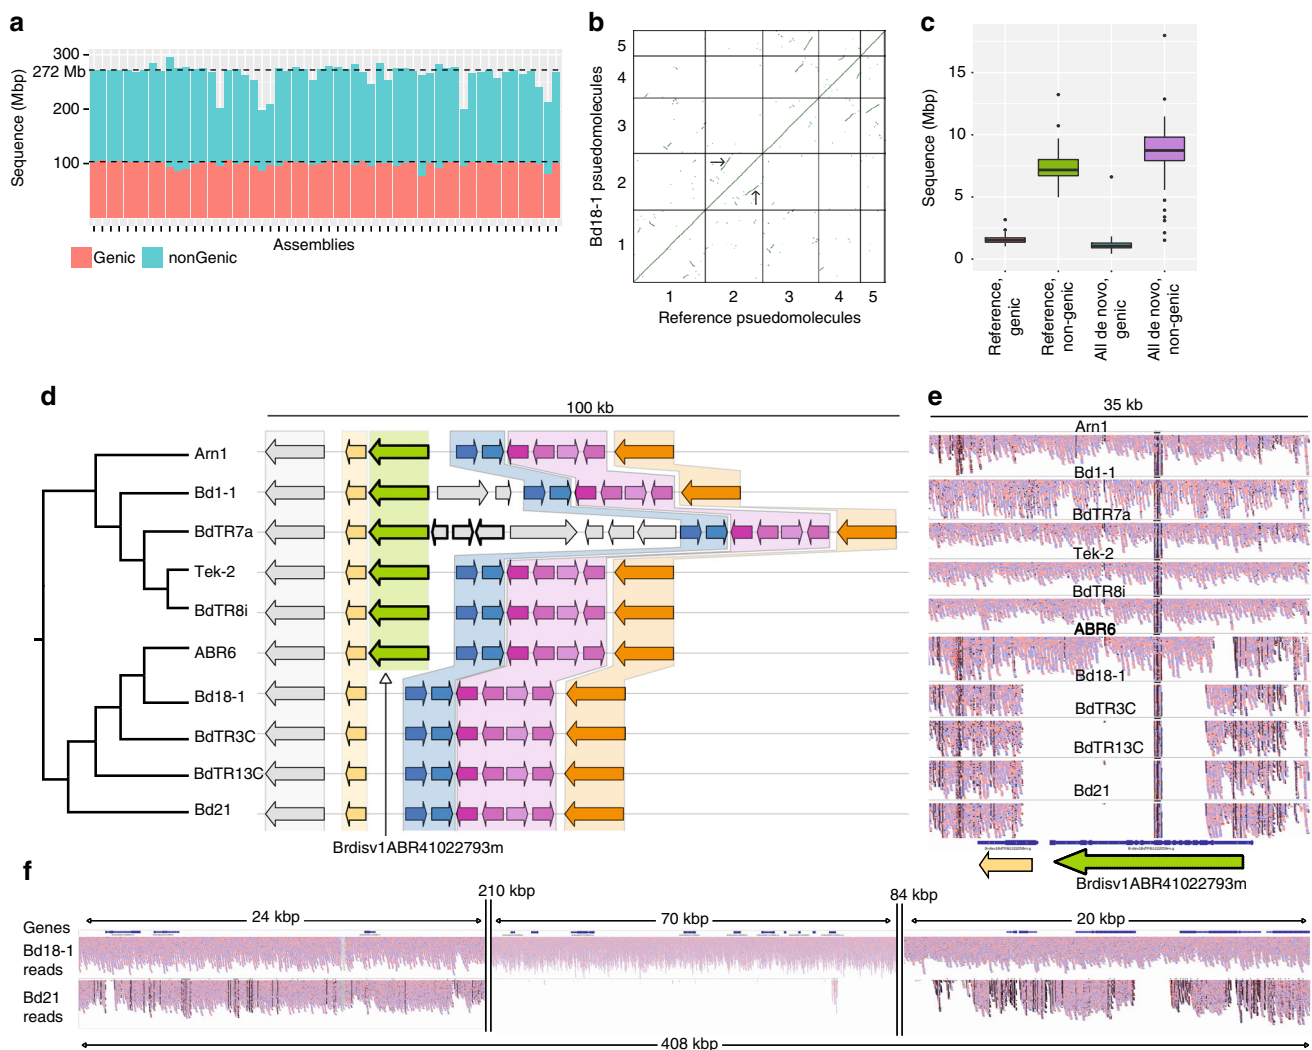 a
300
272 Mb
200
100
Sequence (Mbp)
Assemblies
Genic
nonGenic
b
5
4
3
2
1
Bd18-1 psuedomolecules
1 2 3 4 5
Reference psuedomolecules
c
15
10
5
0
Sequence (Mbp)
Reference, genic
Reference, non-genic
All de novo, genic
All de novo, non-genic
d
100 kb
Arn1
Bd1-1
BdTR7a
Tek-2
BdTR8i
ABR6
Bd18-1
BdTR3C
BdTR13C
Bd21
Brdisv1ABR41022793m
e
35 kb
Arn1
Bd1-1
BdTR7a
Tek-2
BdTR8i
ABR6
Bd18-1
BdTR3C
BdTR13C
Bd21
Brdisv1ABR41022793m
f
210 kbp
84 kbp
24 kbp
70 kbp
20 kbp
Genes
Bd18-1 reads
Bd21 reads
408 kbp